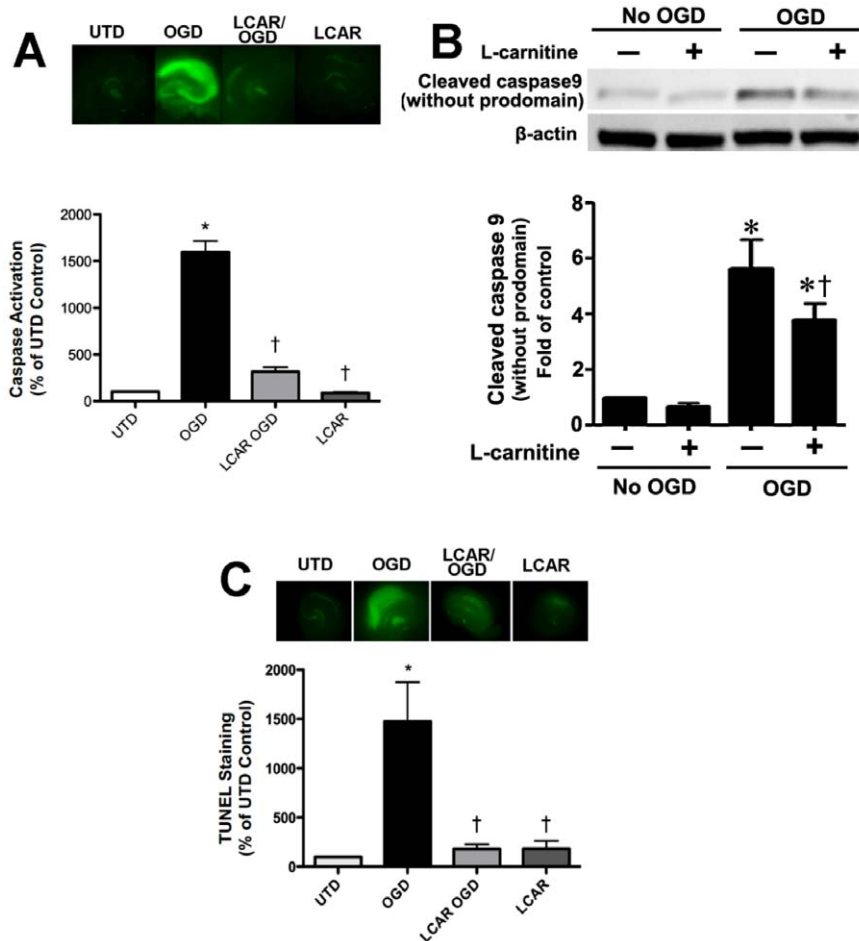 A
UTD OGD LCAR/ OGD LCAR
Caspase Activation
(% of UTD Control)
2000
1500
1000
500
0
*
†
†
UTD OGD LCAR OGD LCAR
B
No OGD OGD
L-carnitine – + – +
Cleaved caspase9
(without prodomain)
β-actin
Cleaved caspase 9
(without prodomain)
Fold of control
8
6
4
2
0
*
*†
L-carnitine – + – +
No OGD OGD
C
UTD OGD LCAR/ OGD LCAR
TUNEL Staining
(% of UTD Control)
2000
1500
1000
500
0
*
† †
UTD OGD LCAR OGD LCAR